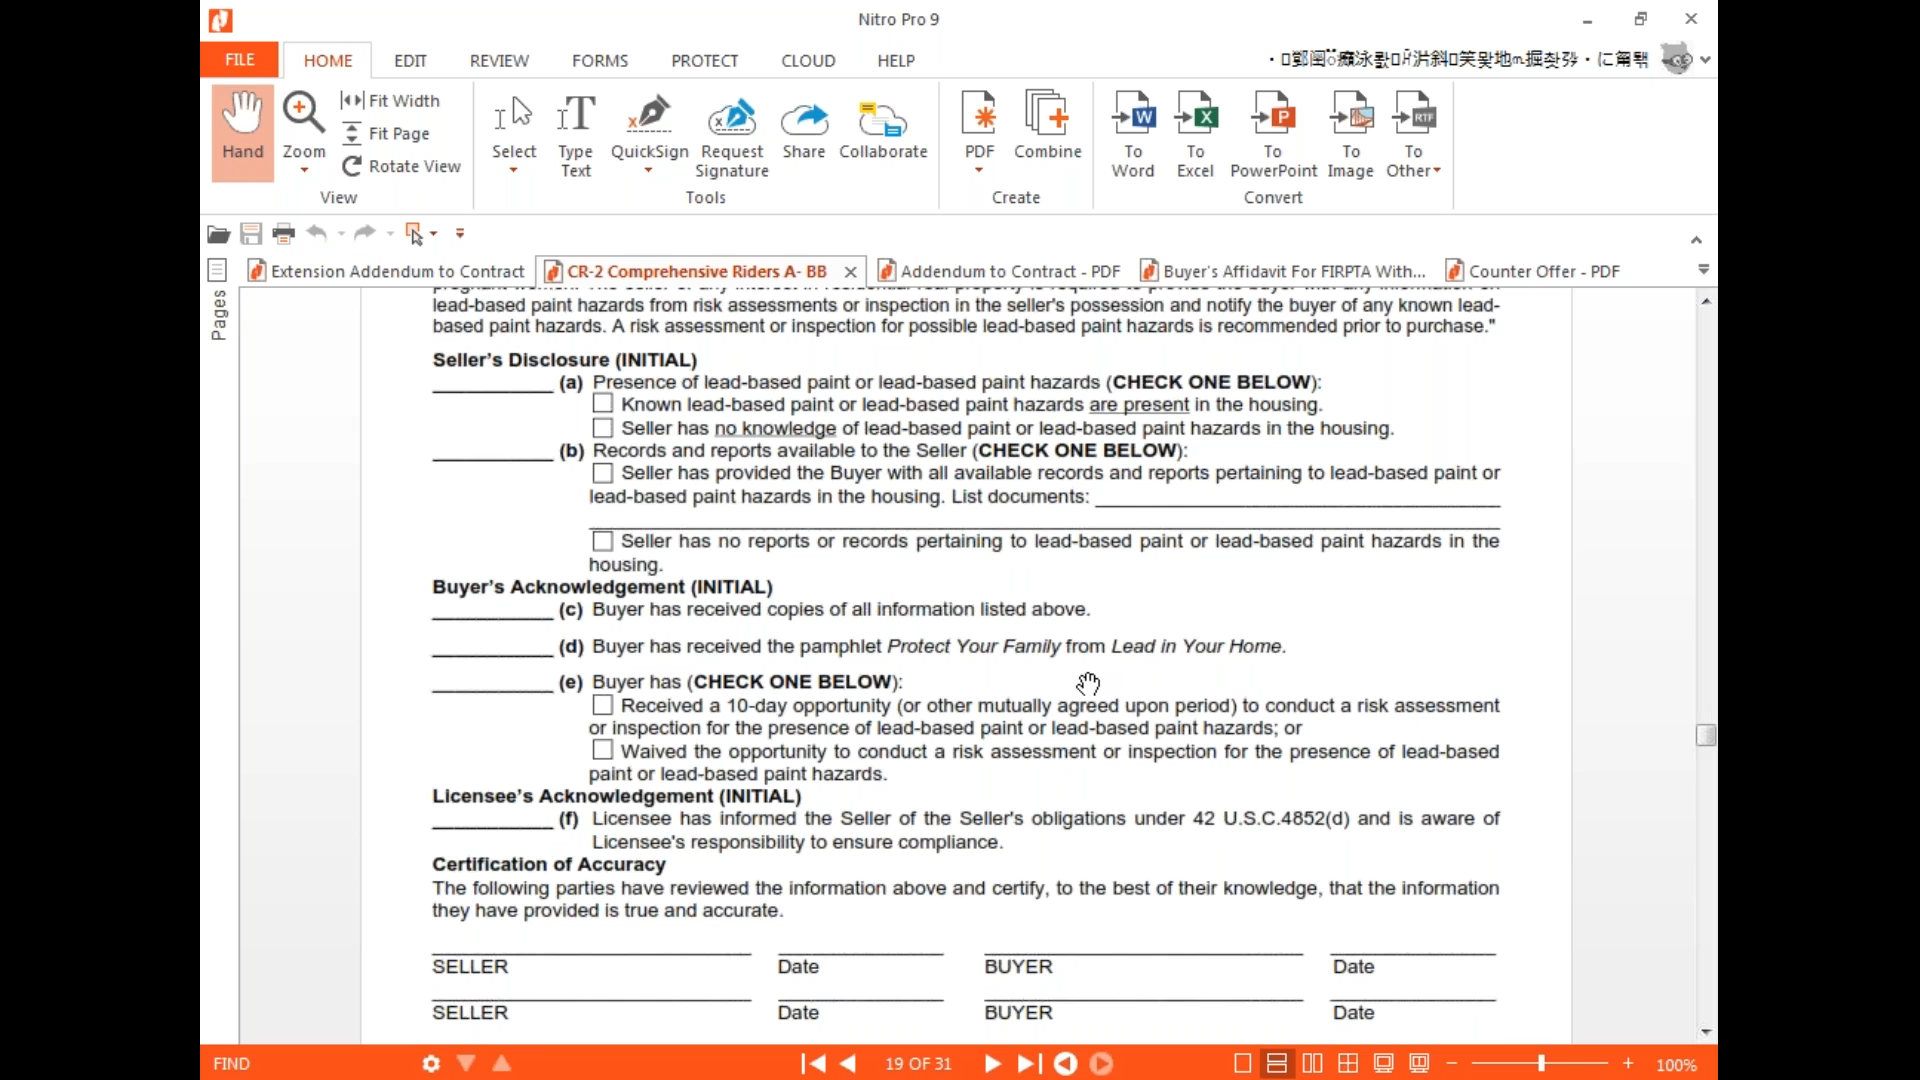 Nitro Pro 9
FILE HOME EDIT REVIEW FORMS PROTECT CLOUD HELP
Hand
Zoom
Fit Width
Fit Page
Rotate View
View
Select
Type Text
QuickSign
Request Signature
Share
Collaborate
Tools
PDF
Combine
Create
To Word
To Excel
To PowerPoint
To Image
To Other
Convert
Extension Addendum to Contract CR-2 Comprehensive Riders A- BB Addendum to Contract - PDF Buyer's Affidavit For FIRPTA With... Counter Offer - PDF
Pages
lead-based paint hazards from risk assessments or inspection in the seller's possession and notify the buyer of any known lead-
based paint hazards. A risk assessment or inspection for possible lead-based paint hazards is recommended prior to purchase."
Seller's Disclosure (INITIAL)
(a) Presence of lead-based paint or lead-based paint hazards (CHECK ONE BELOW):
Known lead-based paint or lead-based paint hazards are present in the housing.
Seller has no knowledge of lead-based paint or lead-based paint hazards in the housing.
(b) Records and reports available to the Seller (CHECK ONE BELOW):
Seller has provided the Buyer with all available records and reports pertaining to lead-based paint or
lead-based paint hazards in the housing. List documents:
Seller has no reports or records pertaining to lead-based paint or lead-based paint hazards in the
housing.
Buyer's Acknowledgement (INITIAL)
(c) Buyer has received copies of all information listed above.
(d) Buyer has received the pamphlet Protect Your Family from Lead in Your Home.
(e) Buyer has (CHECK ONE BELOW):
Received a 10-day opportunity (or other mutually agreed upon period) to conduct a risk assessment
or inspection for the presence of lead-based paint or lead-based paint hazards; or
Waived the opportunity to conduct a risk assessment or inspection for the presence of lead-based
paint or lead-based paint hazards.
Licensee's Acknowledgement (INITIAL)
(f) Licensee has informed the Seller of the Seller's obligations under 42 U.S.C.4852(d) and is aware of
Licensee's responsibility to ensure compliance.
Certification of Accuracy
The following parties have reviewed the information above and certify, to the best of their knowledge, that the information
they have provided is true and accurate.
SELLER Date BUYER Date
SELLER Date BUYER Date
FIND 19 OF 31 100%